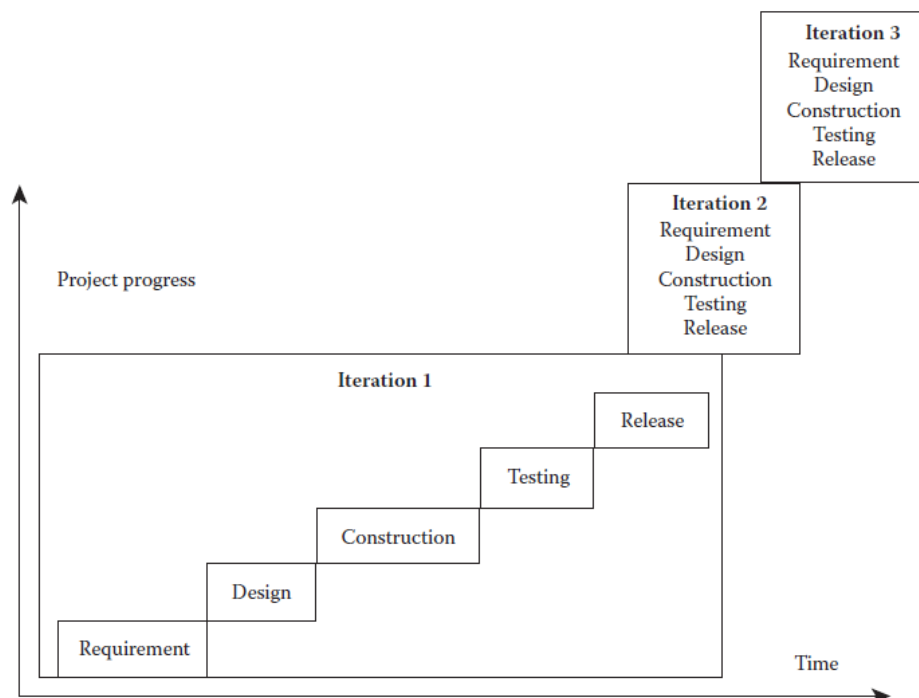 Iteration 3
Requirement
Design
Construction
Testing
Release
Iteration 2
Requirement
Design
Construction
Testing
Release
Project progress
Iteration 1
Release
Testing
Construction
Design
Requirement
Time